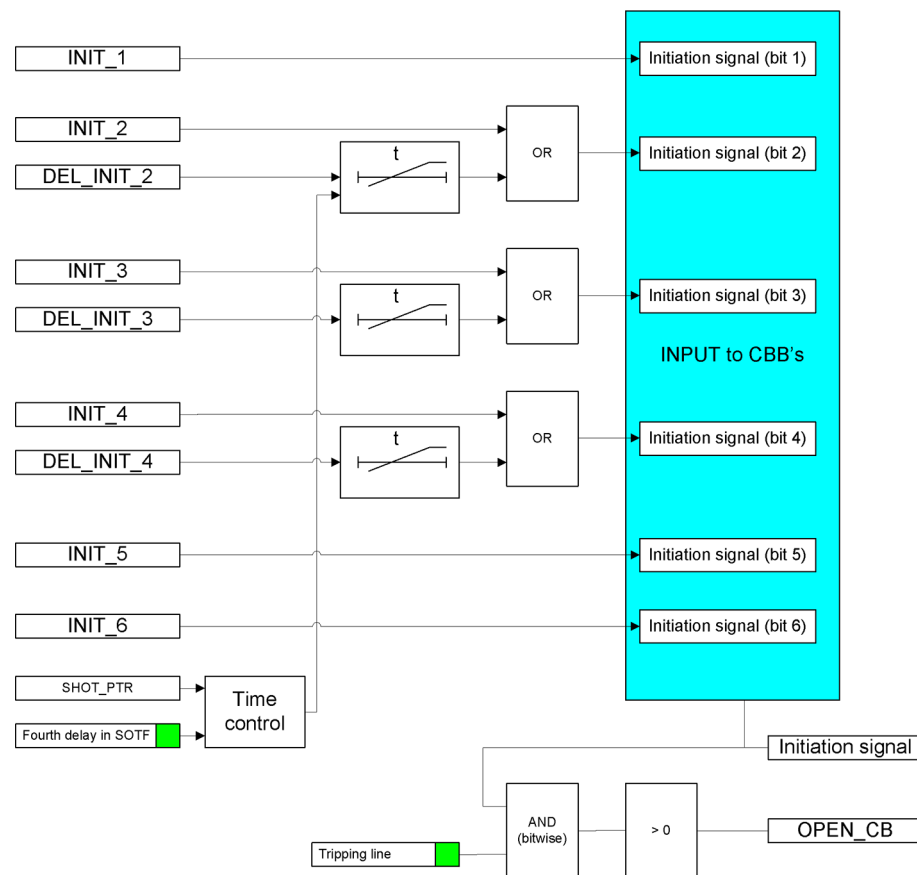 INIT_1
Initiation signal (bit 1)
INIT_2
DEL_INIT_2
t
OR
Initiation signal (bit 2)
INIT_3
DEL_INIT_3
t
OR
Initiation signal (bit 3)
INPUT to CBB's
INIT_4
DEL_INIT_4
t
OR
Initiation signal (bit 4)
INIT_5
Initiation signal (bit 5)
INIT_6
Initiation signal (bit 6)
SHOT_PTR
Fourth delay in SOTF
Time
control
Initiation signal
Tripping line
AND
(bitwise)
> 0
OPEN_CB